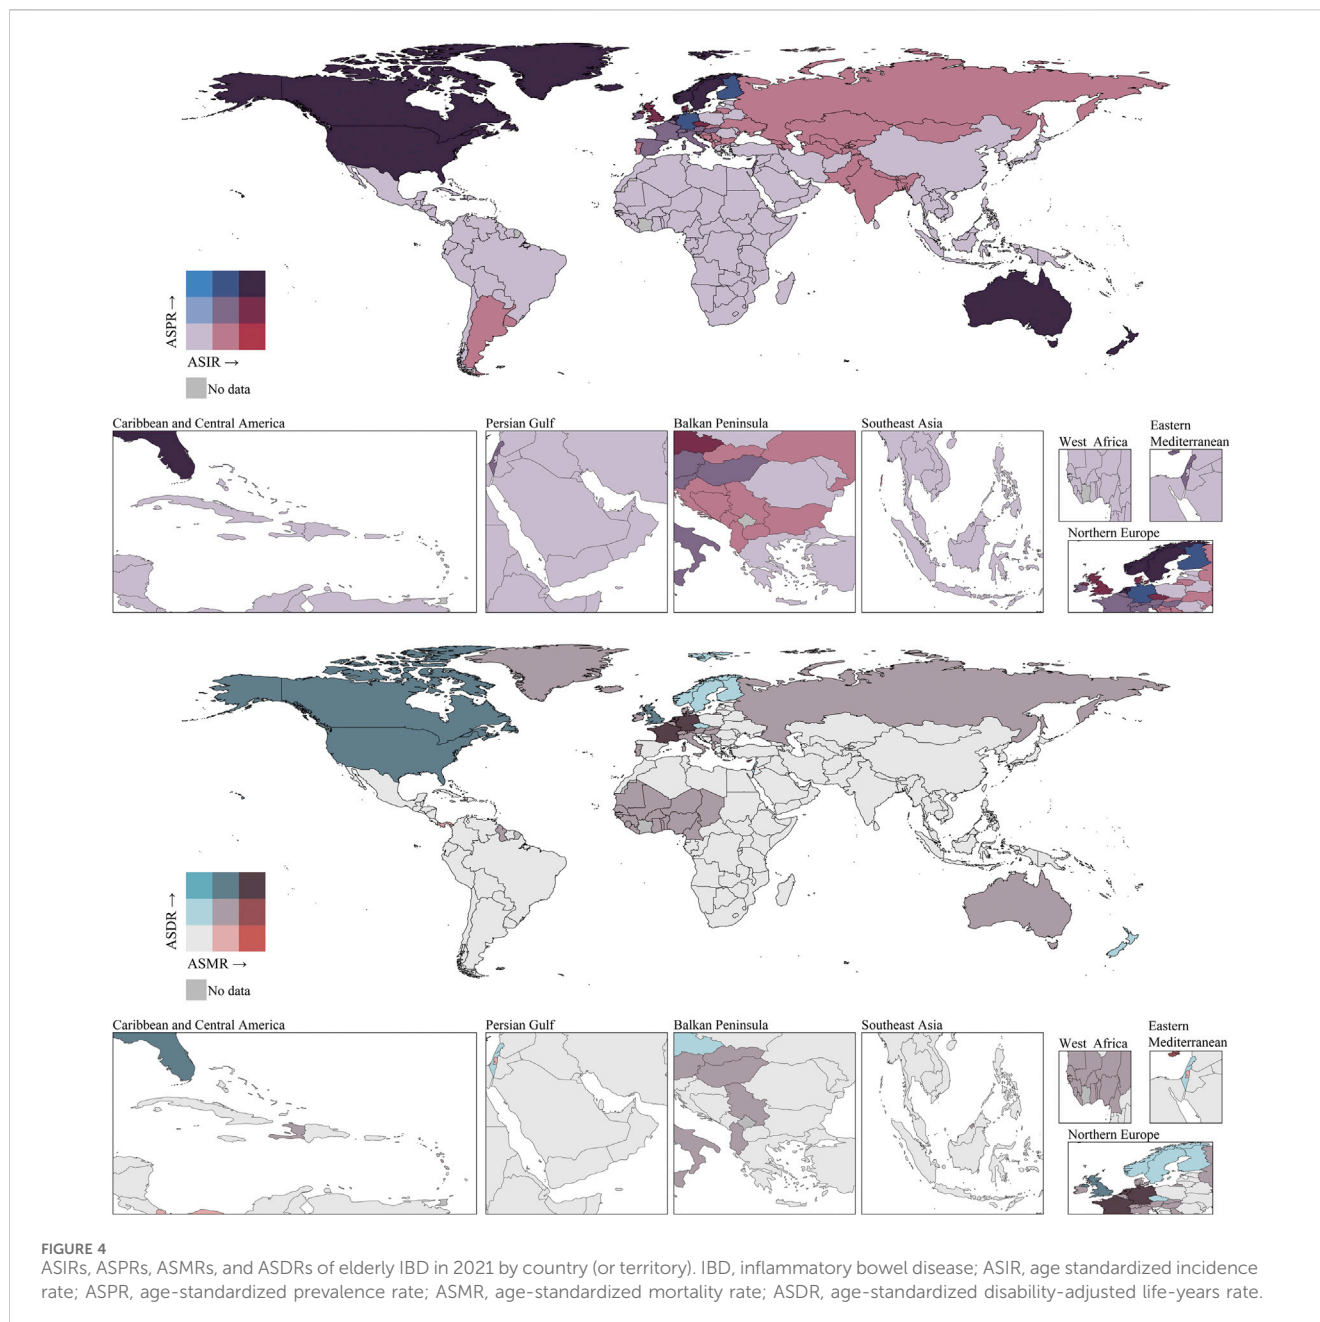 ASPR →
ASIR →
No data
Caribbean and Central America
Persian Gulf
Balkan Peninsula
Southeast Asia
West Africa
Eastern
Mediterranean
Northern Europe
ASDR →
ASMR →
No data
Caribbean and Central America
Persian Gulf
Balkan Peninsula
Southeast Asia
West Africa
Eastern
Mediterranean
Northern Europe
FIGURE 4
ASIRs, ASPRs, ASMRs, and ASDRs of elderly IBD in 2021 by country (or territory). IBD, inflammatory bowel disease; ASIR, age standardized incidence
rate; ASPR, age-standardized prevalence rate; ASMR, age-standardized mortality rate; ASDR, age-standardized disability-adjusted life-years rate.